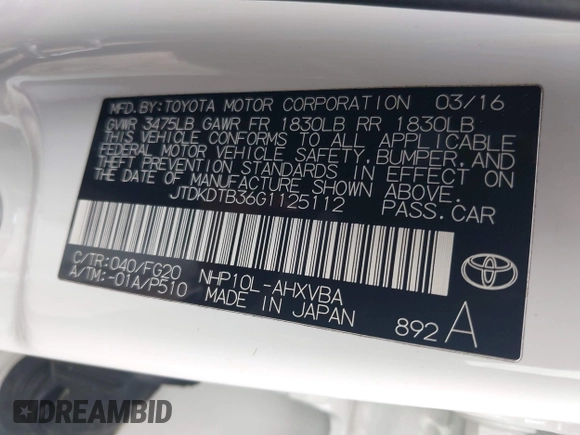 MFD. BY: TOYOTA MOTOR CORPORATION 03/16
GVWR 3475LB GAWR FR 1830LB RR 1830LB
THIS VEHICLE CONFORMS TO ALL APPLICABLE
FEDERAL MOTOR VEHICLE SAFETY, BUMPER, AND
THEFT PREVENTION STANDARDS IN EFFECT ON
THE DATE OF MANUFACTURE SHOWN ABOVE.
JTDKDTB36G1125112 PASS. CAR
C/TR: 040/FG20 NHP10L-AHXVBA
A/TM: -01A/P510 MADE IN JAPAN
892 A
DREAMBID